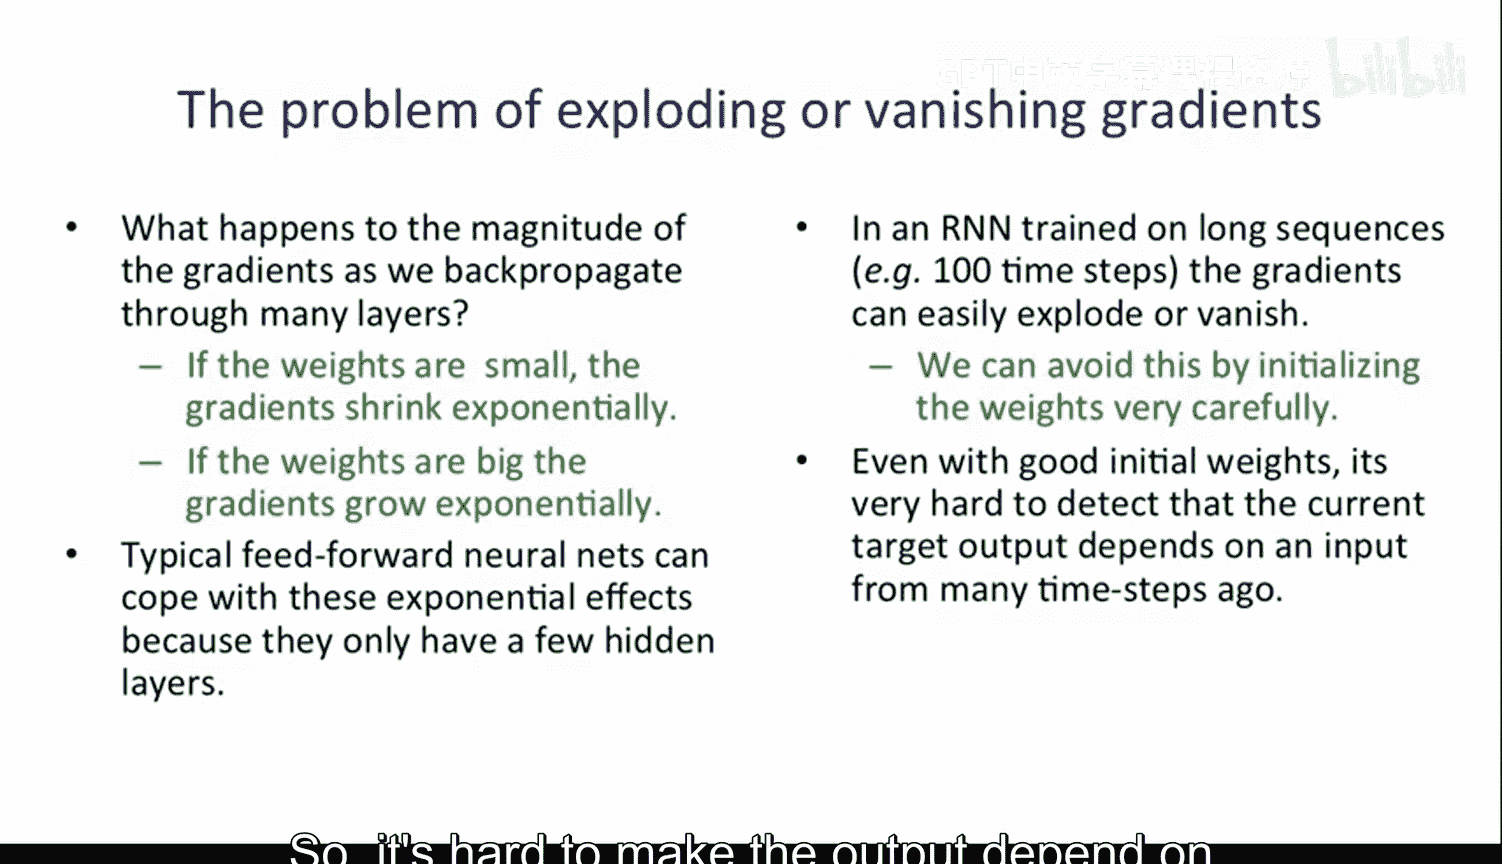 bilibili
The problem of exploding or vanishing gradients
• What happens to the magnitude of
the gradients as we backpropagate
through many layers?
– If the weights are small, the
gradients shrink exponentially.
– If the weights are big the
gradients grow exponentially.
• Typical feed-forward neural nets can
cope with these exponential effects
because they only have a few hidden
layers.
• In an RNN trained on long sequences
(e.g. 100 time steps) the gradients
can easily explode or vanish.
– We can avoid this by initializing
the weights very carefully.
• Even with good initial weights, its
very hard to detect that the current
target output depends on an input
from many time-steps ago.
So it's hard to make the output depend on